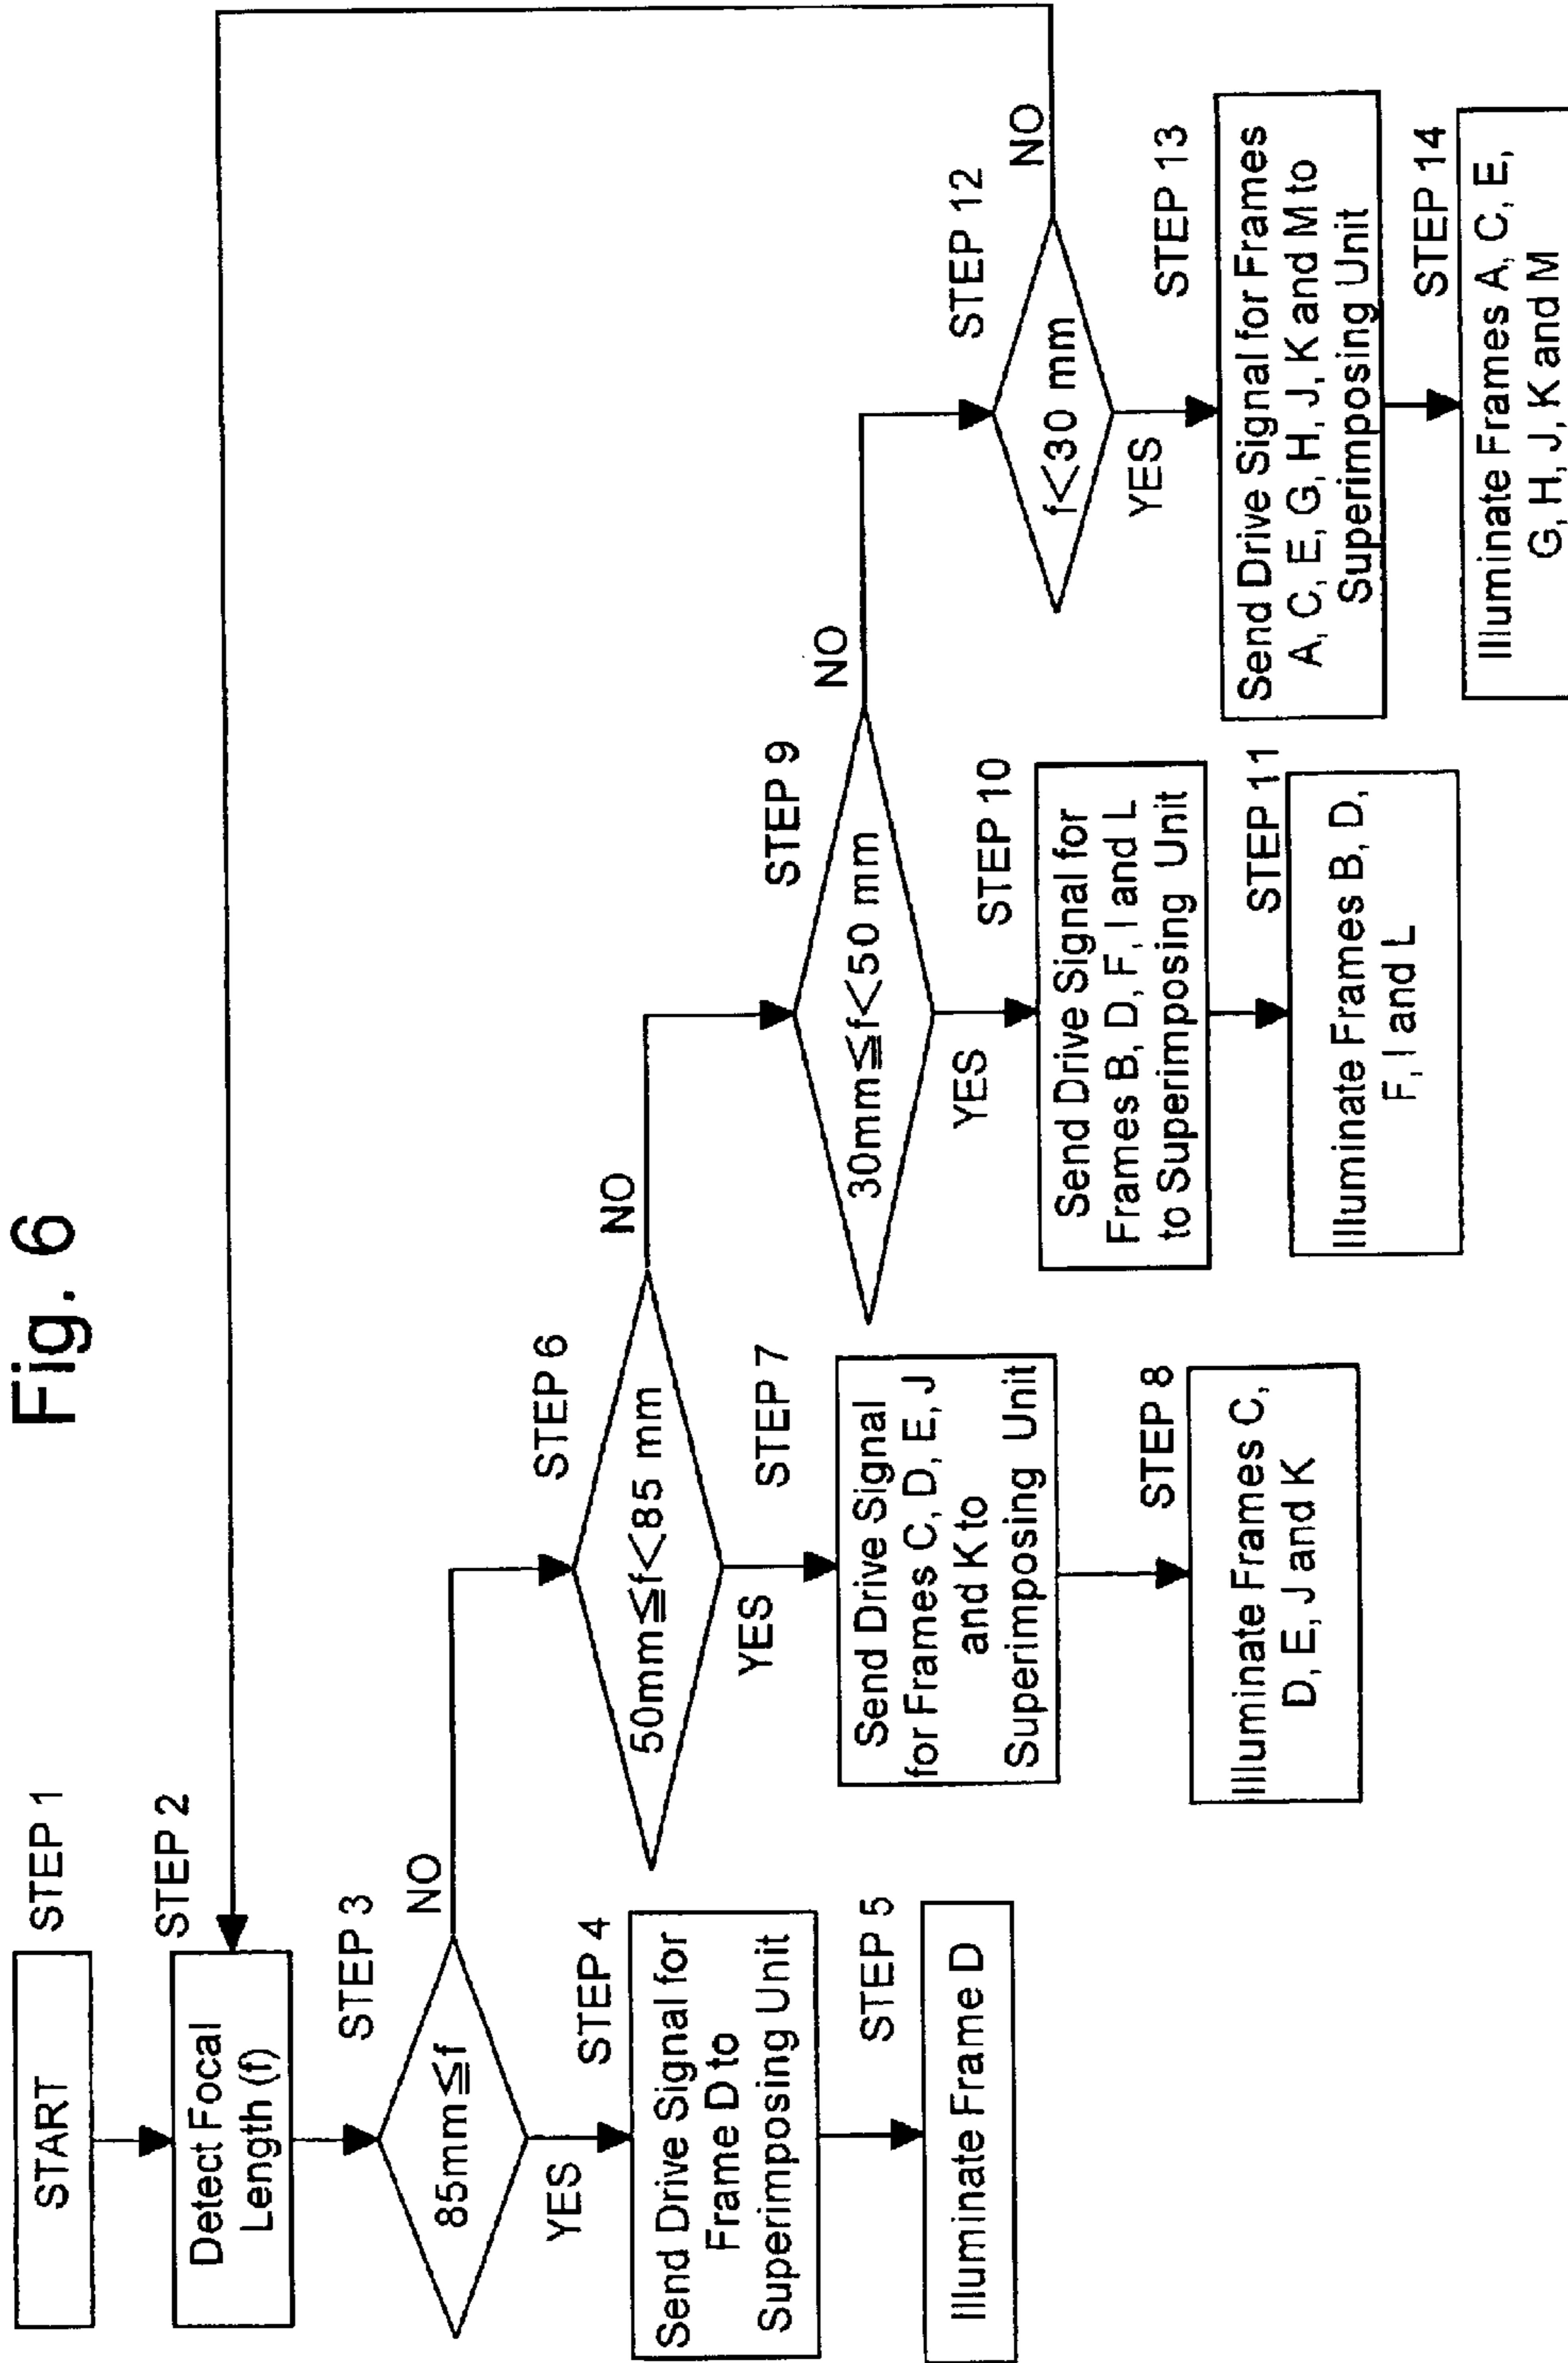 Fig. 6
START
STEP 1
Detect Focal
Length (f)
STEP 2
85mm≦f
STEP 3
NO
YES
Send Drive Signal for
Frame D to
Superimposing Unit
STEP 4
Illuminate Frame D
STEP 5
50mm≦f<85 mm
STEP 6
NO
YES
Send Drive Signal
for Frames C, D, E, J
and K to
Superimposing Unit
STEP 7
Illuminate Frames C,
D, E, J and K
STEP 8
30mm≦f<50 mm
STEP 9
NO
YES
Send Drive Signal for
Frames B, D, F, I and L
to Superimposing Unit
STEP 10
Illuminate Frames B, D,
F, I and L
STEP 11
f<30 mm
STEP 12
NO
YES
Send Drive Signal for Frames
A, C, E, G, H, J, K and M to
Superimposing Unit
STEP 13
Illuminate Frames A, C, E,
G, H, J, K and M
STEP 14